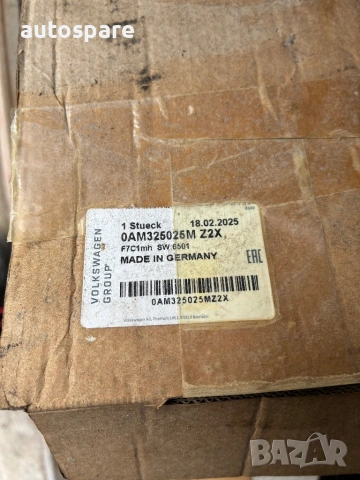 autospare
1 Stueck 18.02.2025
0AM325025M Z2X
F7C1mh SW:6501
MADE IN GERMANY
EAC
VOLKSWAGEN
GROUP
0AM325025MZ2X
BAZAR